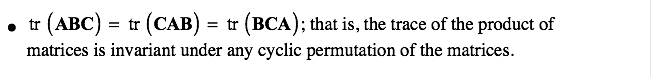 • tr (ABC) = tr (CAB) = tr (BCA); that is, the trace of the product of
matrices is invariant under any cyclic permutation of the matrices.